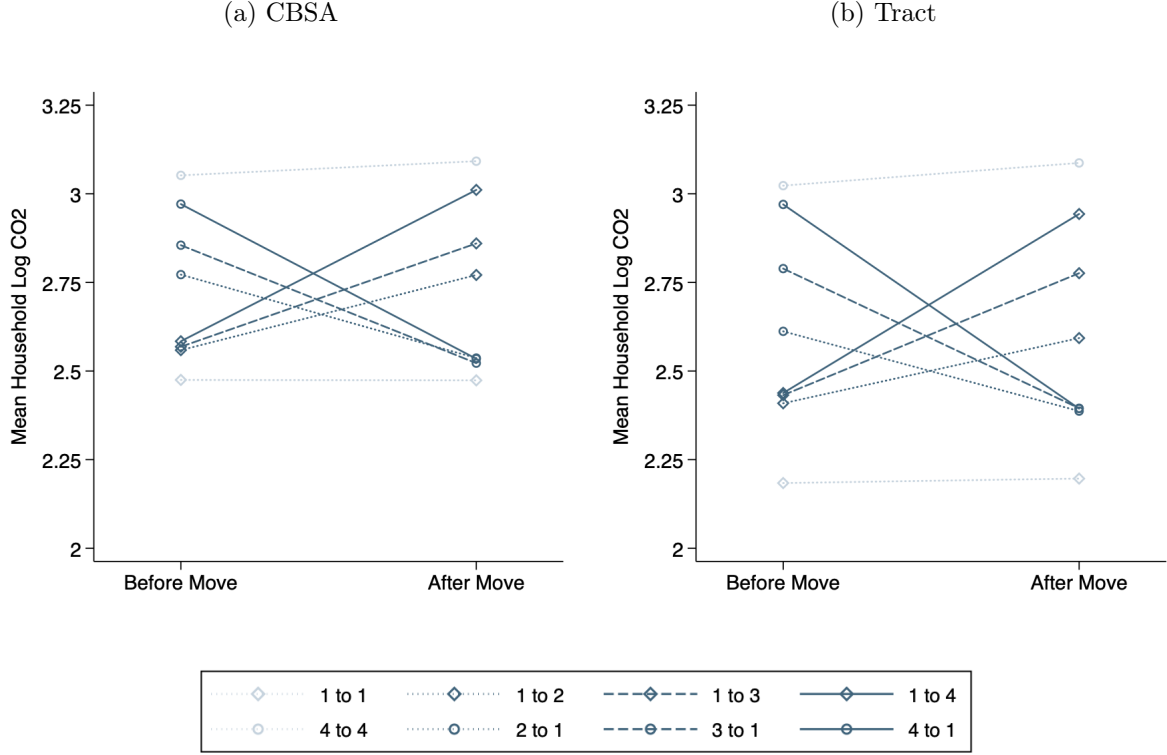 (a) CBSA
(b) Tract
Mean Household Log CO2
3.25
3
2.75
2.5
2.25
2
Before Move
After Move
Mean Household Log CO2
3.25
3
2.75
2.5
2.25
2
Before Move
After Move
1 to 1
1 to 2
1 to 3
1 to 4
4 to 4
2 to 1
3 to 1
4 to 1